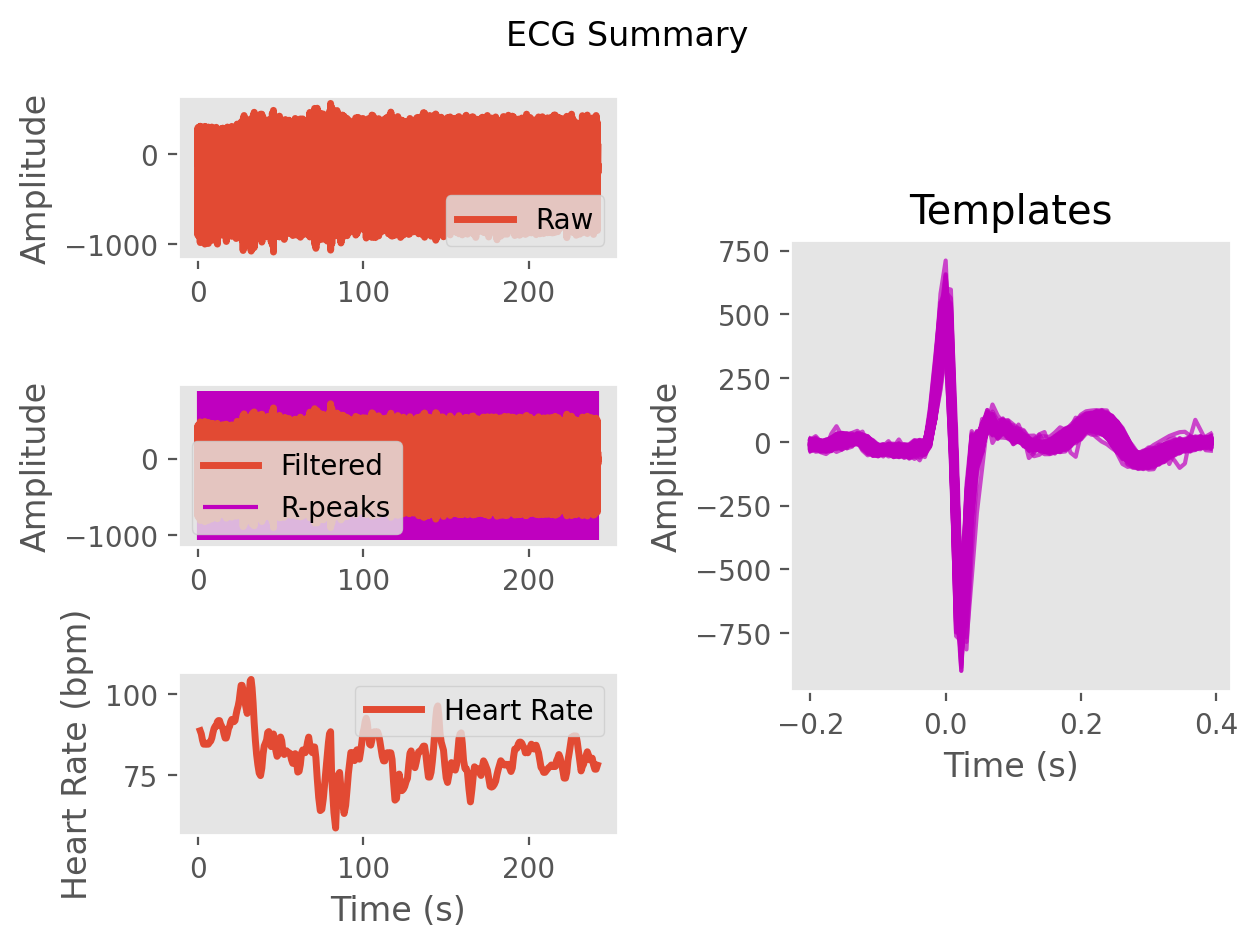 ECG Summary
Amplitude
0
−1000
Raw
0
100
200
Amplitude
0
−1000
Filtered
R-peaks
0
100
200
Heart Rate (bpm)
100
75
Heart Rate
0
100
200
Time (s)
Templates
Amplitude
750
500
250
0
−250
−500
−750
−0.2
0.0
0.2
0.4
Time (s)